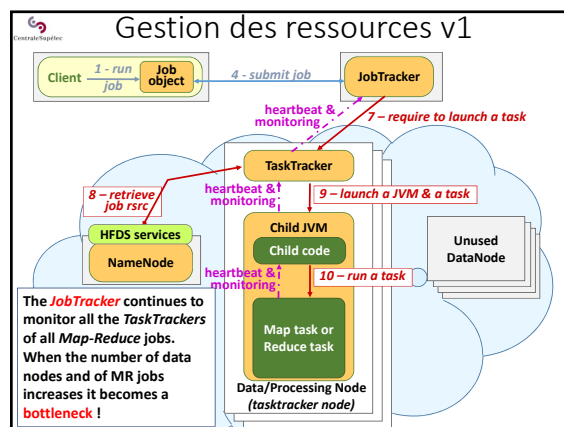 Gestion des ressources v1
CentraleSupélec
Client
1 - run
job
Job
object
4 - submit job
JobTracker
heartbeat &
monitoring
7 – require to launch a task
TaskTracker
8 – retrieve
job rsrc
heartbeat &
monitoring
9 – launch a JVM & a task
HFDS services
NameNode
Child JVM
Child code
Unused
DataNode
heartbeat &
monitoring
10 – run a task
Map task or
Reduce task
The JobTracker continues to
monitor all the TaskTrackers
of all Map-Reduce jobs.
When the number of data
nodes and of MR jobs
increases it becomes a
bottleneck !
Data/Processing Node
(tasktracker node)